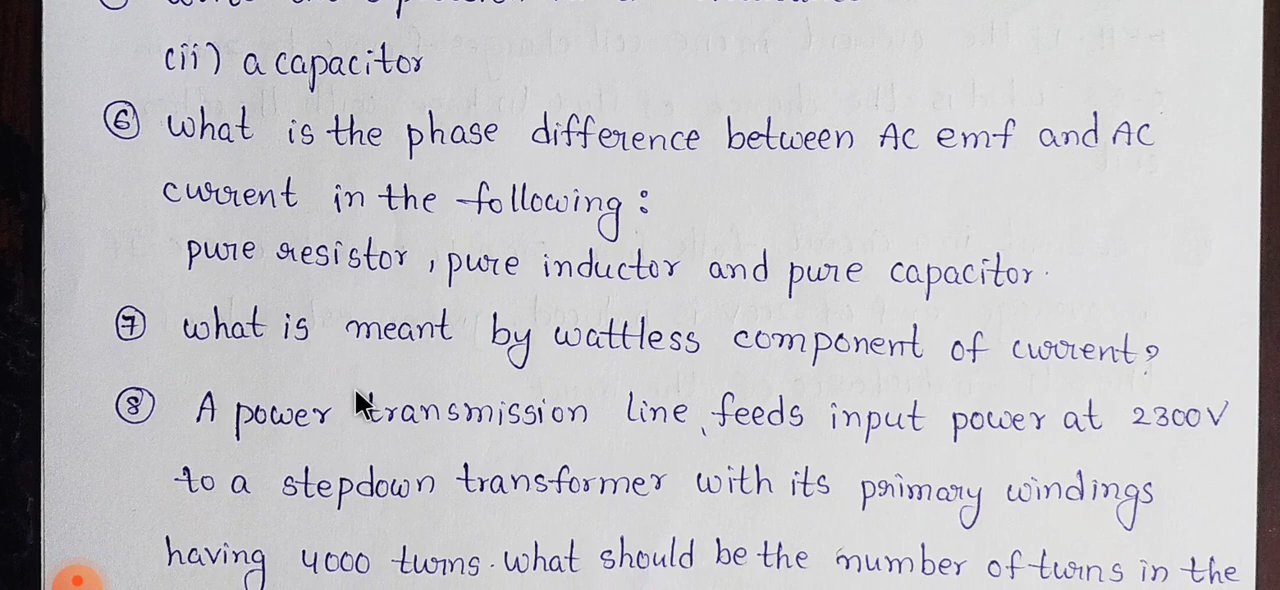 (ii) a capacitor
⑥ what is the phase difference between AC emf and AC
current in the following :
pure resistor, pure inductor and pure capacitor.
⑦ what is meant by wattless component of current?
⑧ A power transmission line, feeds input power at 2300V
to a stepdown transformer with its primary windings
having 4000 turns. what should be the number of turns in the